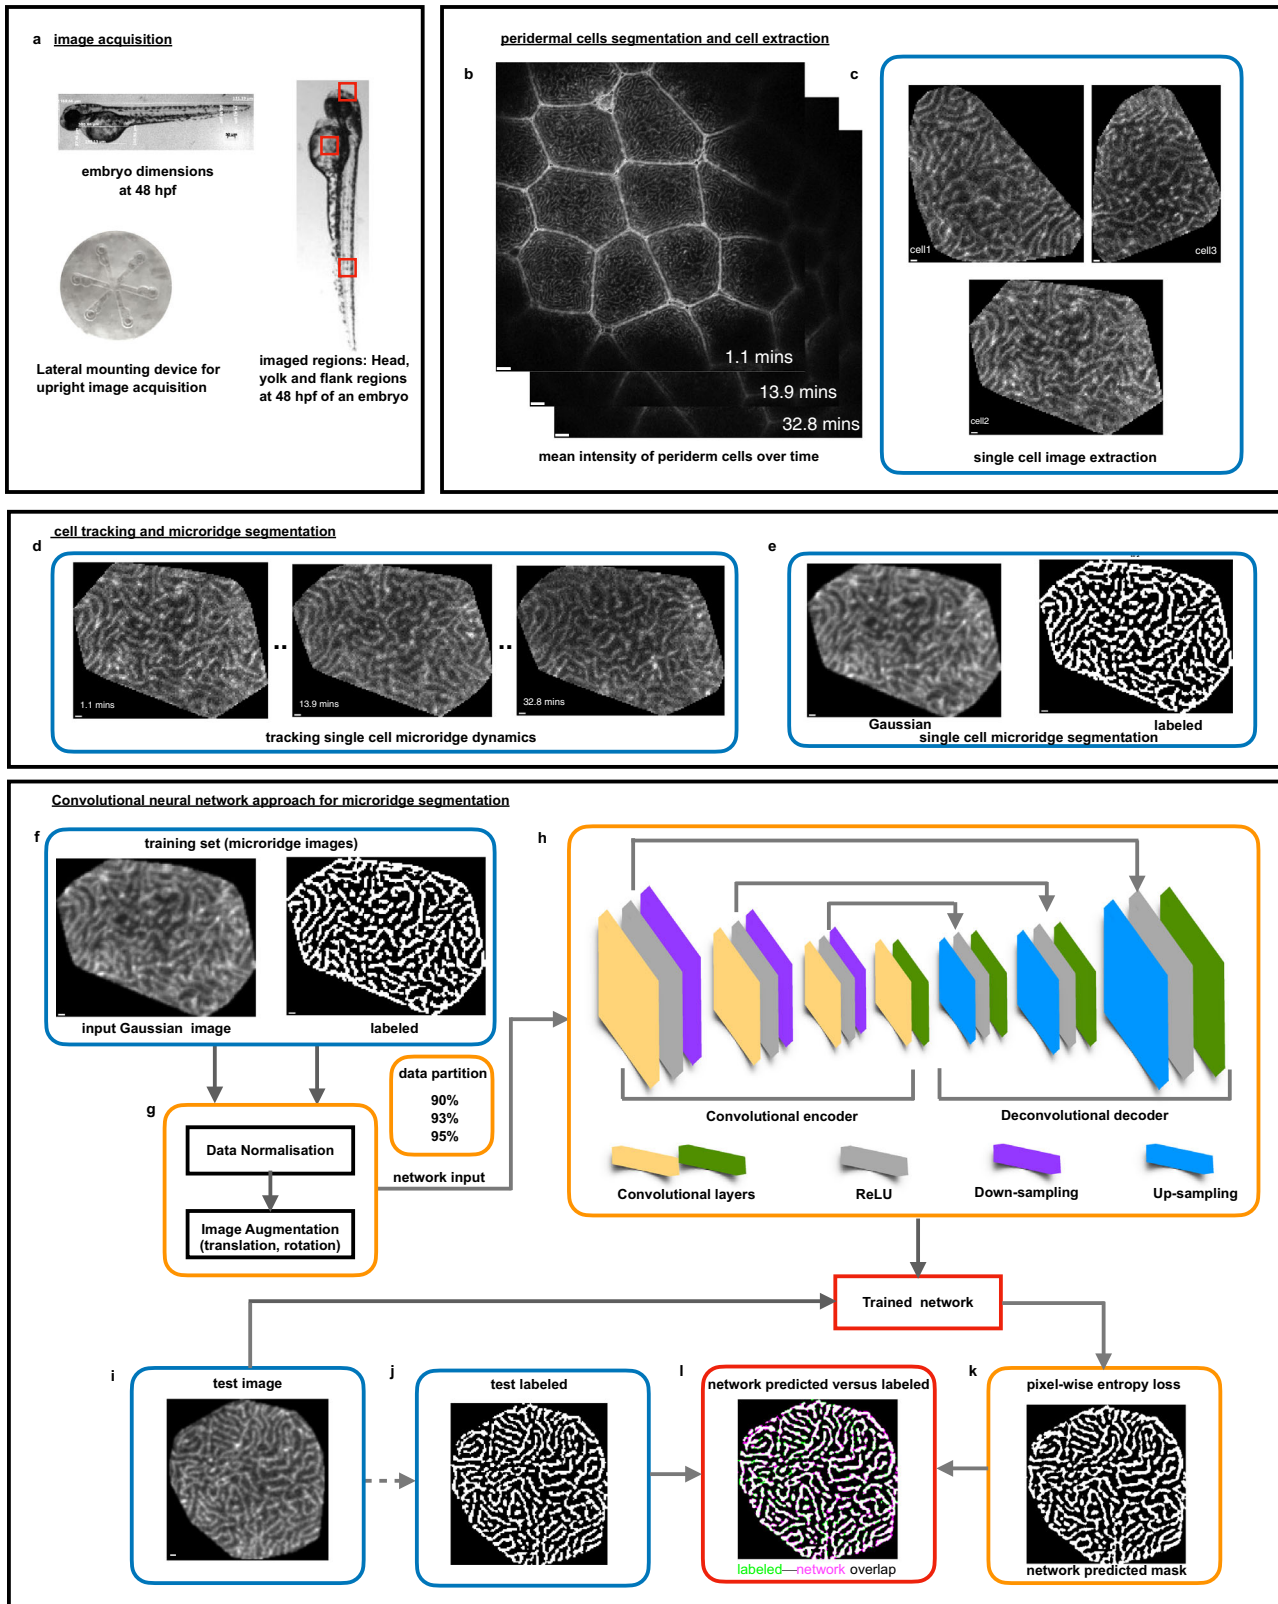 a image acquisition
embryo dimensions
at 48 hpf
Lateral mounting device for
upright image acquisition
imaged regions: Head,
yolk and flank regions
at 48 hpf of an embryo
peridermal cells segmentation and cell extraction
b
1.1 mins
13.9 mins
32.8 mins
mean intensity of periderm cells over time
c
cell1
cell3
cell2
single cell image extraction
cell tracking and microridge segmentation
d
1.1 mins
..
13.9 mins
..
32.8 mins
tracking single cell microridge dynamics
e
Gaussian
labeled
single cell microridge segmentation
Convolutional neural network approach for microridge segmentation
f
training set (microridge images)
input Gaussian image
labeled
g
Data Normalisation
Image Augmentation
(translation, rotation)
data partition
90%
93%
95%
network input
h
Convolutional encoder
Deconvolutional decoder
Convolutional layers
ReLU
Down-sampling
Up-sampling
Trained network
i
test image
j
test labeled
l
network predicted versus labeled
labeled—network overlap
k
pixel-wise entropy loss
network predicted mask